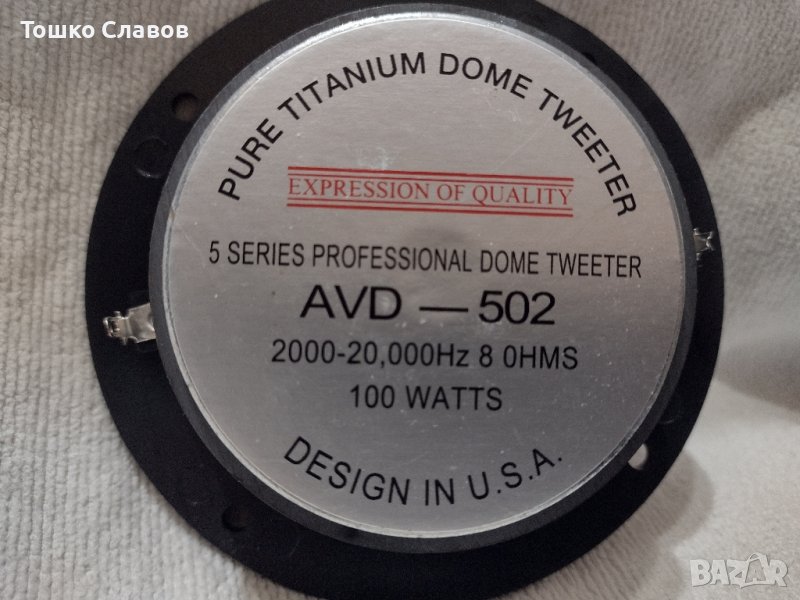 Тошко Славов
PURE TITANIUM DOME TWEETER
EXPRESSION OF QUALITY
5 SERIES PROFESSIONAL DOME TWEETER
AVD — 502
2000-20,000Hz 8 0HMS
100 WATTS
DESIGN IN U.S.A.
BAZAR